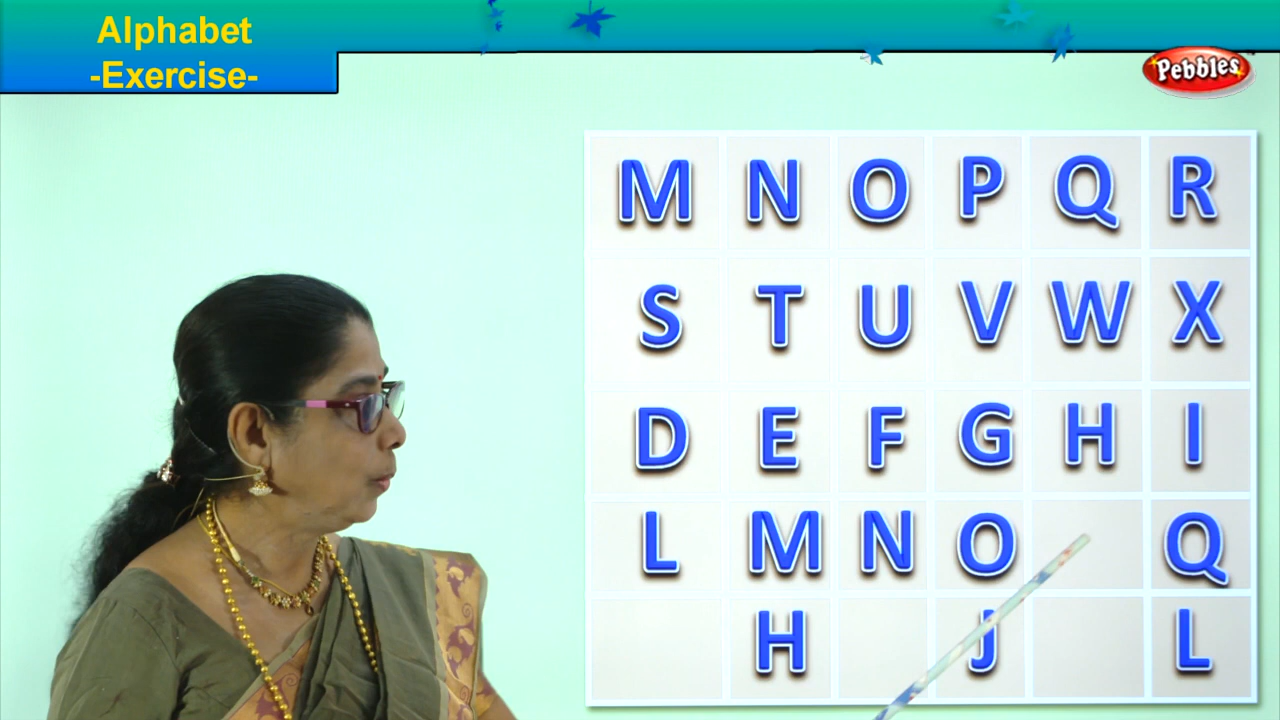 Alphabet
-Exercise-
Pebbles
M N O P Q R
S T U V W X
D E F G H I
L M N O Q
H J L